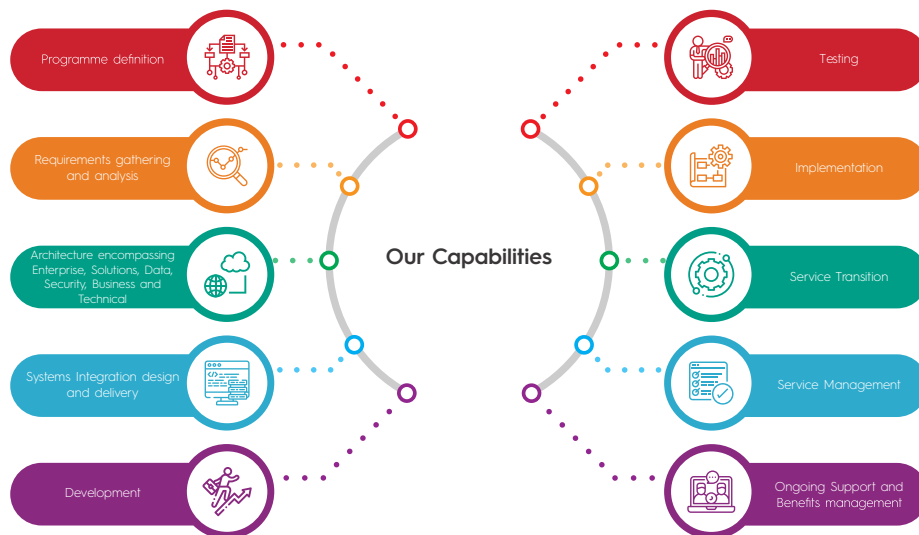 Programme definition
Requirements gathering
and analysis
Architecture encompassing
Enterprise, Solutions, Data,
Security, Business and
Technical
Systems Integration design
and delivery
Development
Our Capabilities
Testing
Implementation
Service Transition
Service Management
Ongoing Support and
Benefits management